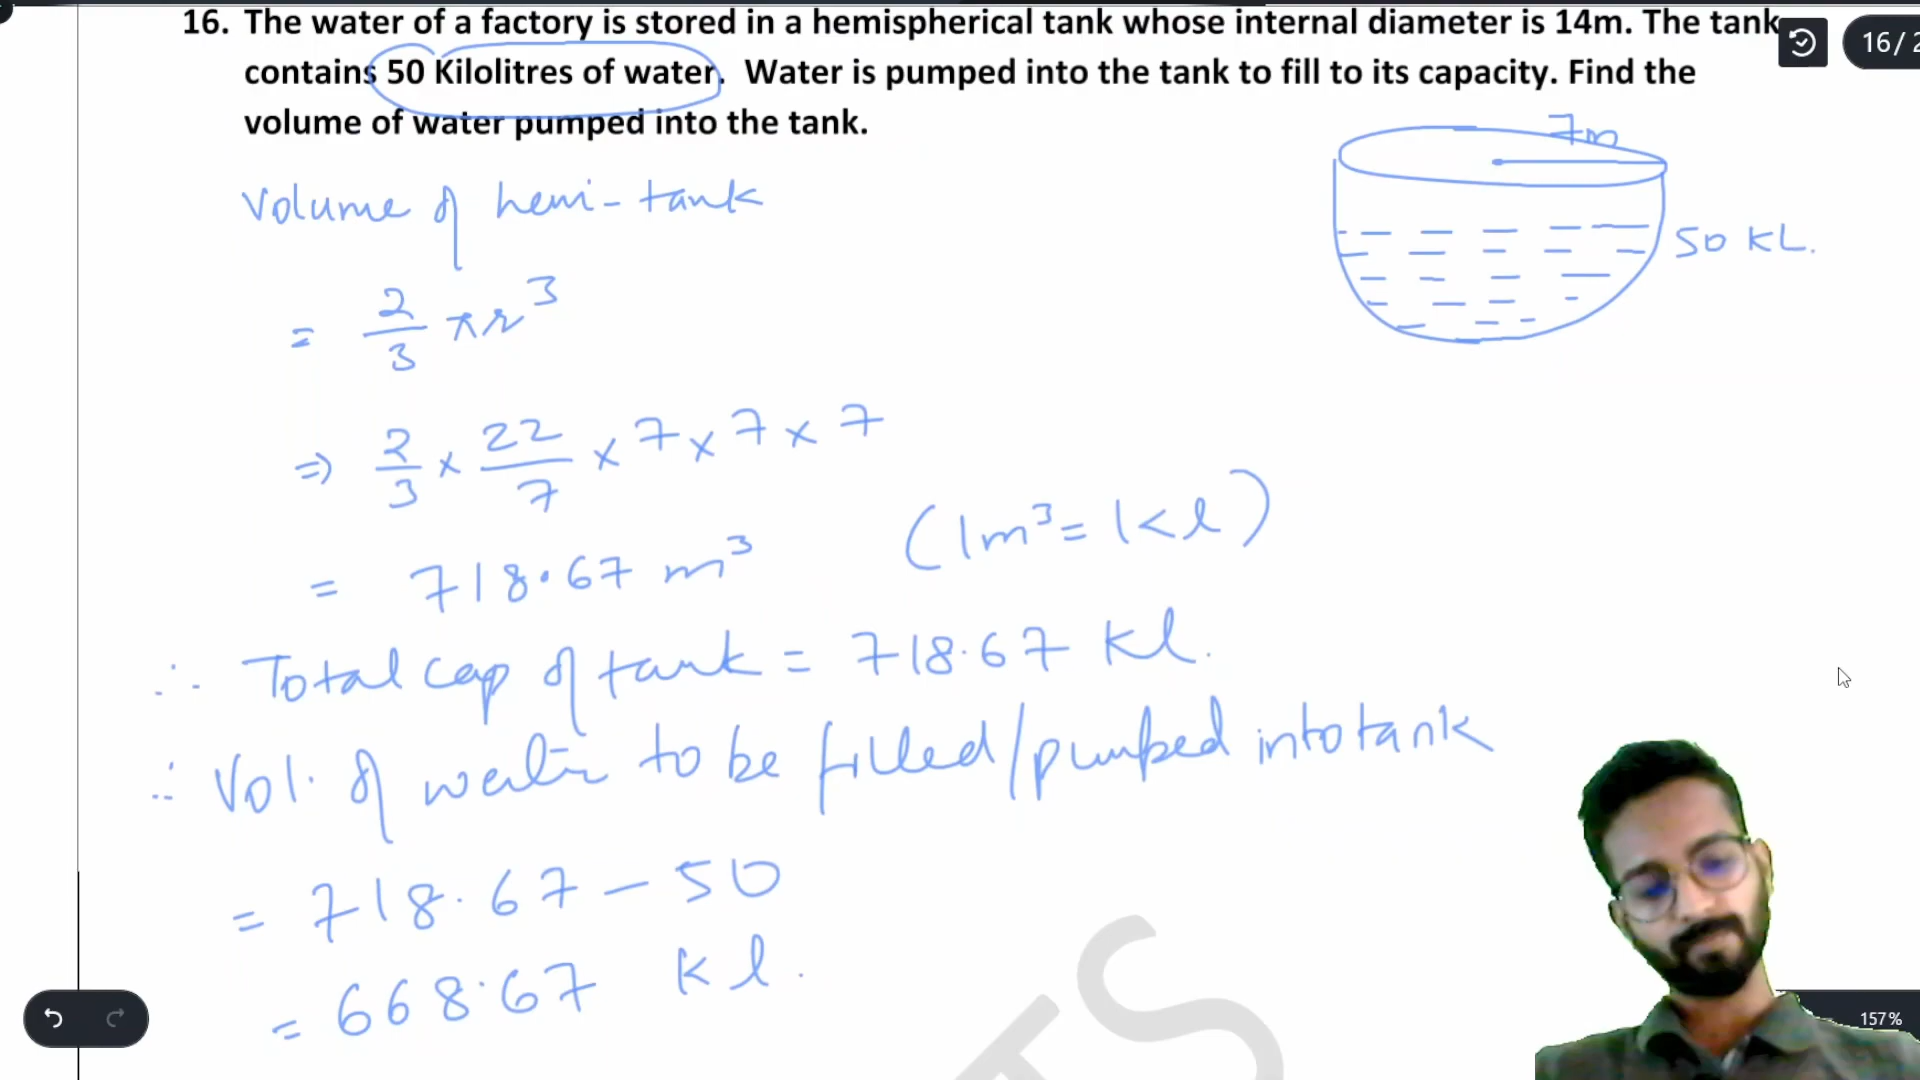 16. The water of a factory is stored in a hemispherical tank whose internal diameter is 14m. The tank
contains 50 Kilolitres of water. Water is pumped into the tank to fill to its capacity. Find the
volume of water pumped into the tank.
16/2
7m
50 KL.
Volume of hemi-tank
= 2/3 πr³
⇒ 2/3 × 22/7 × 7 × 7 × 7
= 718.67 m³ (1m³ = 1Kl)
∴ Total cap of tank = 718.67 Kl.
∴ Vol. of water to be filled/pumped into tank
= 718.67 – 50
= 668.67 Kl.
157%